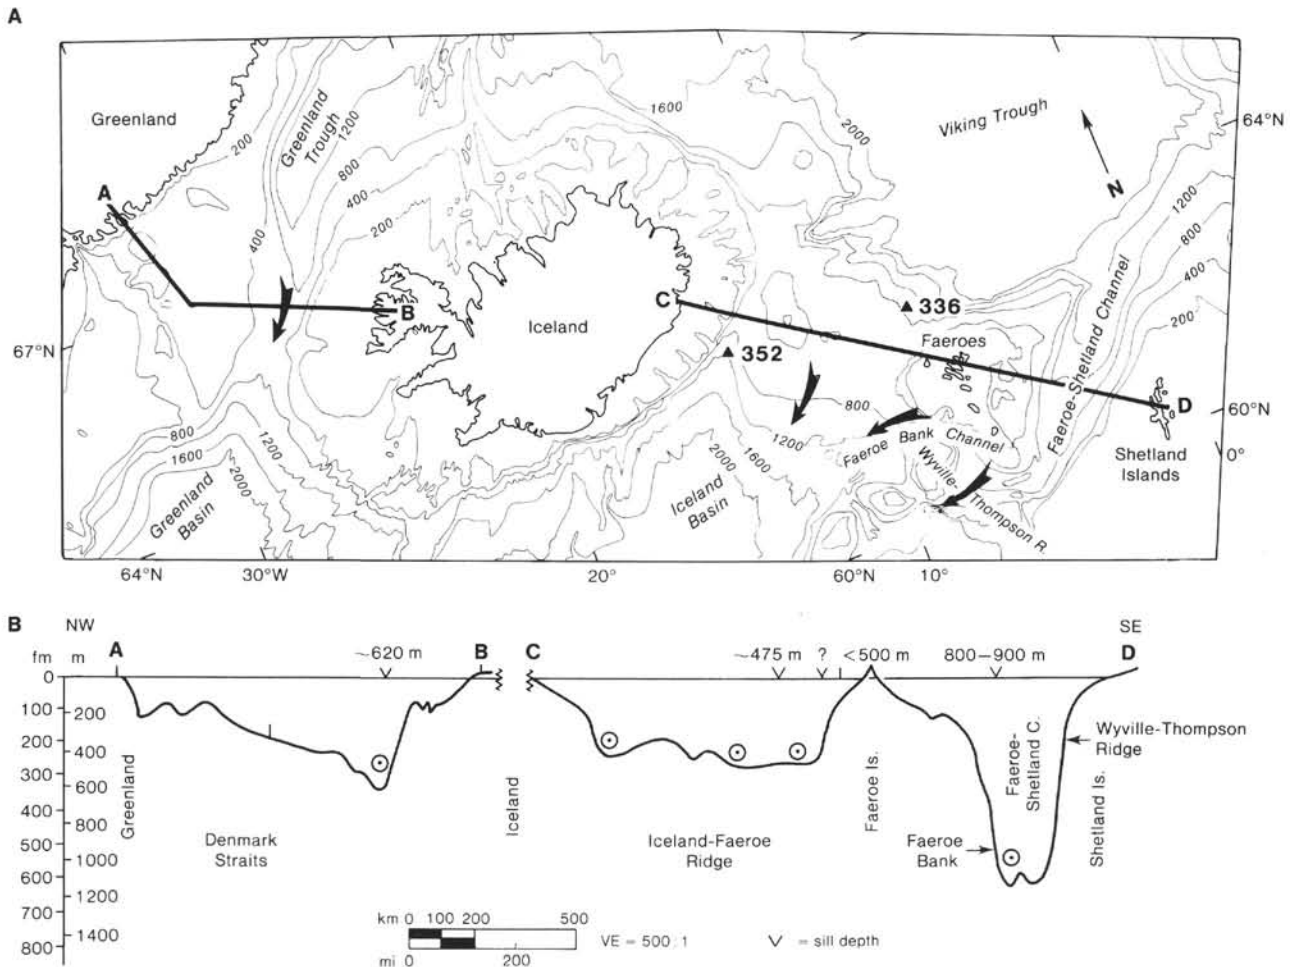 A
Greenland
200
Greenland
Trough
1200
800
400
200
400
A
B
67°N
800
1600
1200
2000
Greenland
Basin
64°N
30°W
Iceland
C
1600
2000
Viking Trough
N
64°N
1200
800
400
200
336
352
Faeroes
Faeroe-Shetland Channel
D
60°N
0°
Shetland
Islands
800
1200
Faeroe Bank Channel
Wyville-Thompson R.
2000
1600
Iceland
Basin
20°
60°N
10°
B
NW
SE
fm
m
A
~620 m
B
C
~475 m
?
<500 m
800–900 m
D
0
100
200
300
400
500
600
700
800
200
400
600
800
1000
1200
1400
Greenland
Denmark
Straits
Iceland
Iceland-Faeroe
Ridge
Faeroe Is.
Faeroe
Bank
Faeroe-
Shetland C.
Wyville-Thompson
Ridge
Shetland Is.
km 0 100 200 500
mi 0 200
VE = 500:1
V = sill depth